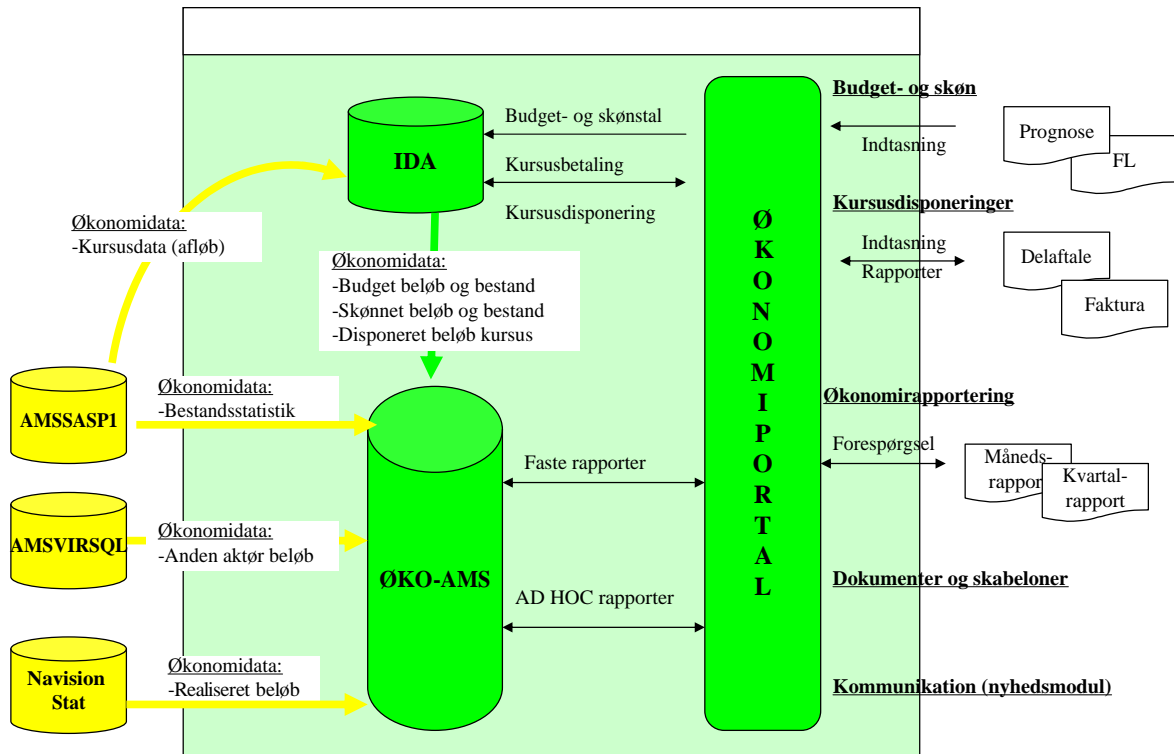 Budget- og skøn
Budget- og skønstal
Indtasning
Prognose
FL
IDA
Kursusbetaling
Kursusdisponering
Kursusdisponeringer
Økonomidata:
-Kursusdata (afløb)
Økonomidata:
-Budget beløb og bestand
-Skønnet beløb og bestand
-Disponeret beløb kursus
Indtasning
Rapporter
Delaftale
Faktura
ØKONOMIPORTAL
AMSSASP1
Økonomidata:
-Bestandsstatistik
Økonomirapportering
Forespørgsel
Måneds-
rapport
Kvartal-
rapport
Faste rapporter
AMSVIRSQL
Økonomidata:
-Anden aktør beløb
ØKO-AMS
AD HOC rapporter
Dokumenter og skabeloner
Navision
Stat
Økonomidata:
-Realiseret beløb
Kommunikation (nyhedsmodul)